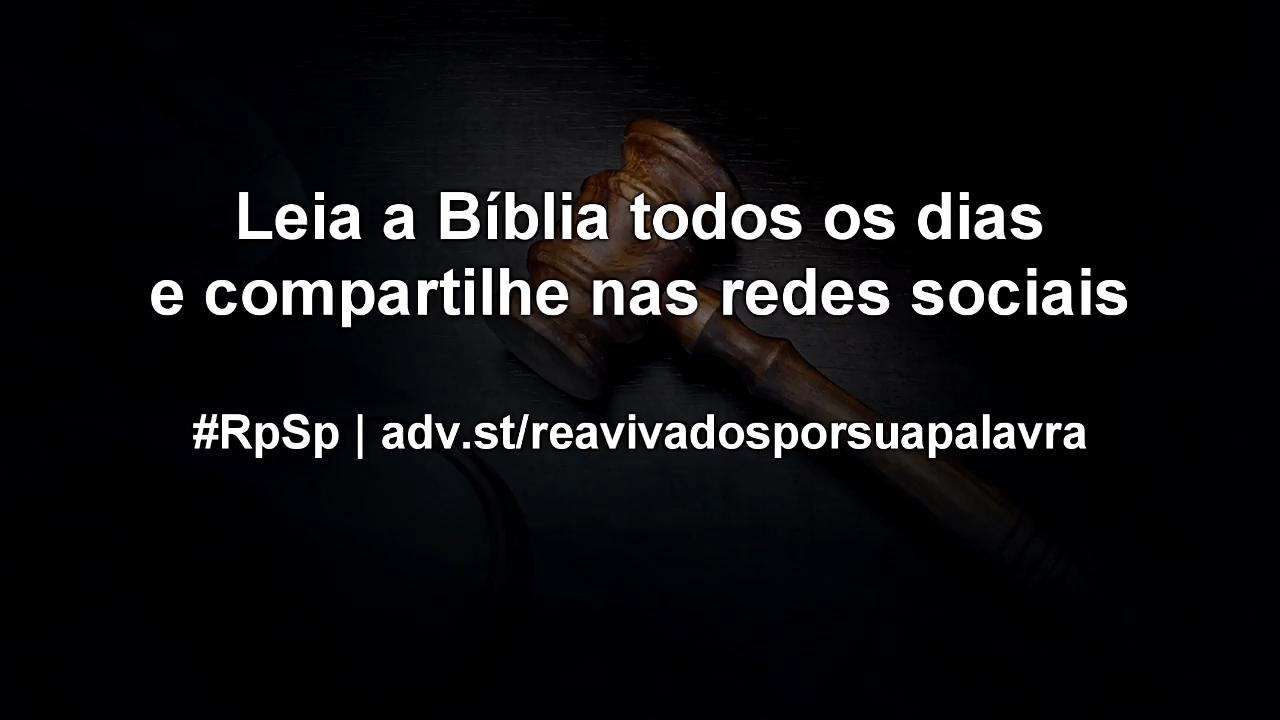 Leia a Bíblia todos os dias
e compartilhe nas redes sociais
#RpSp | adv.st/reavivadosporsuapalavra